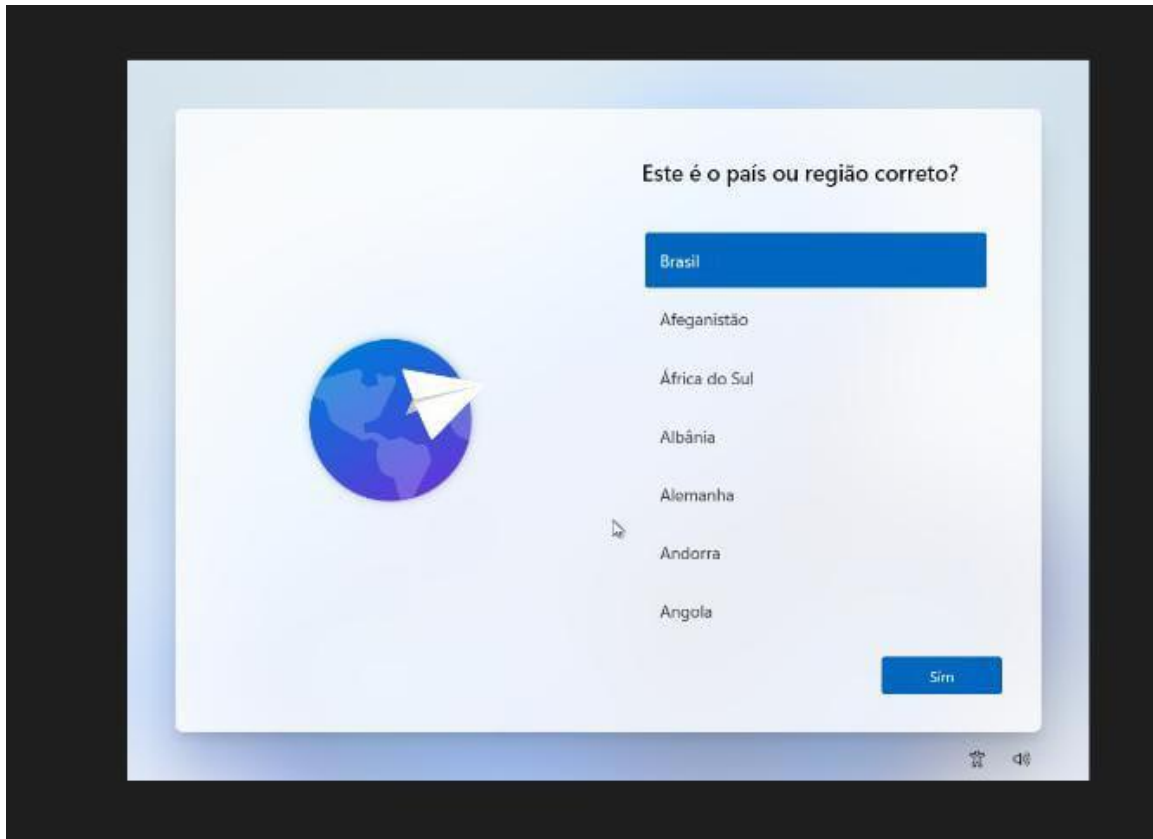 Este é o país ou região correto?
Brasil
Afeganistão
África do Sul
Albânia
Alemanha
Andorra
Angola
Sim